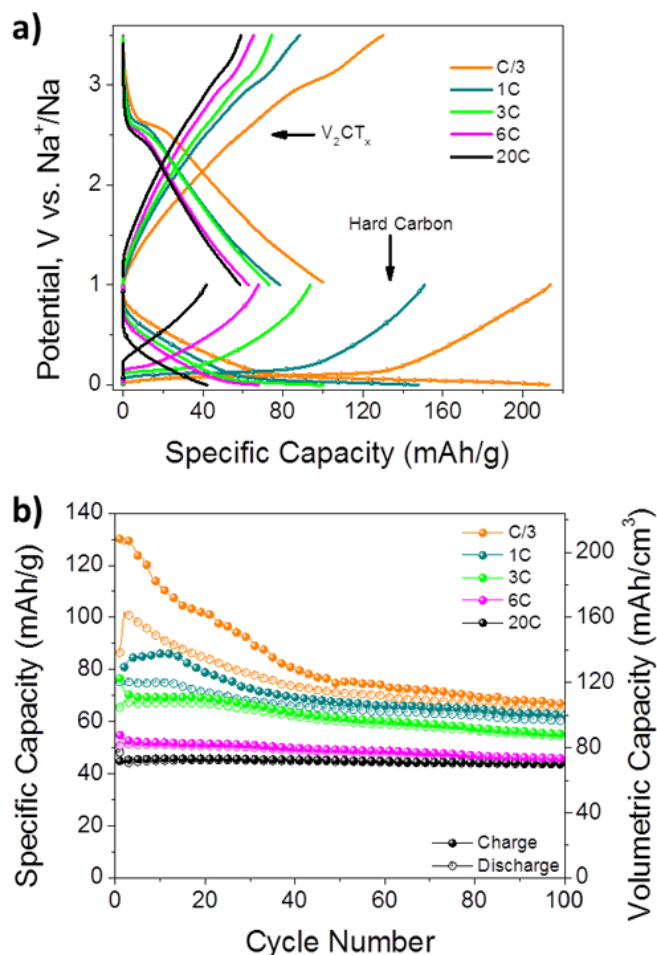 a)
3
2
1
0
Potential, V vs. Na⁺/Na
C/3
1C
3C
6C
20C
V₂CTₓ
Hard Carbon
0 40 80 120 160 200
Specific Capacity (mAh/g)
b)
140
120
100
80
60
40
20
0
Specific Capacity (mAh/g)
C/3
1C
3C
6C
20C
Charge
Discharge
200
160
120
80
40
0
Volumetric Capacity (mAh/cm³)
0 20 40 60 80 100
Cycle Number